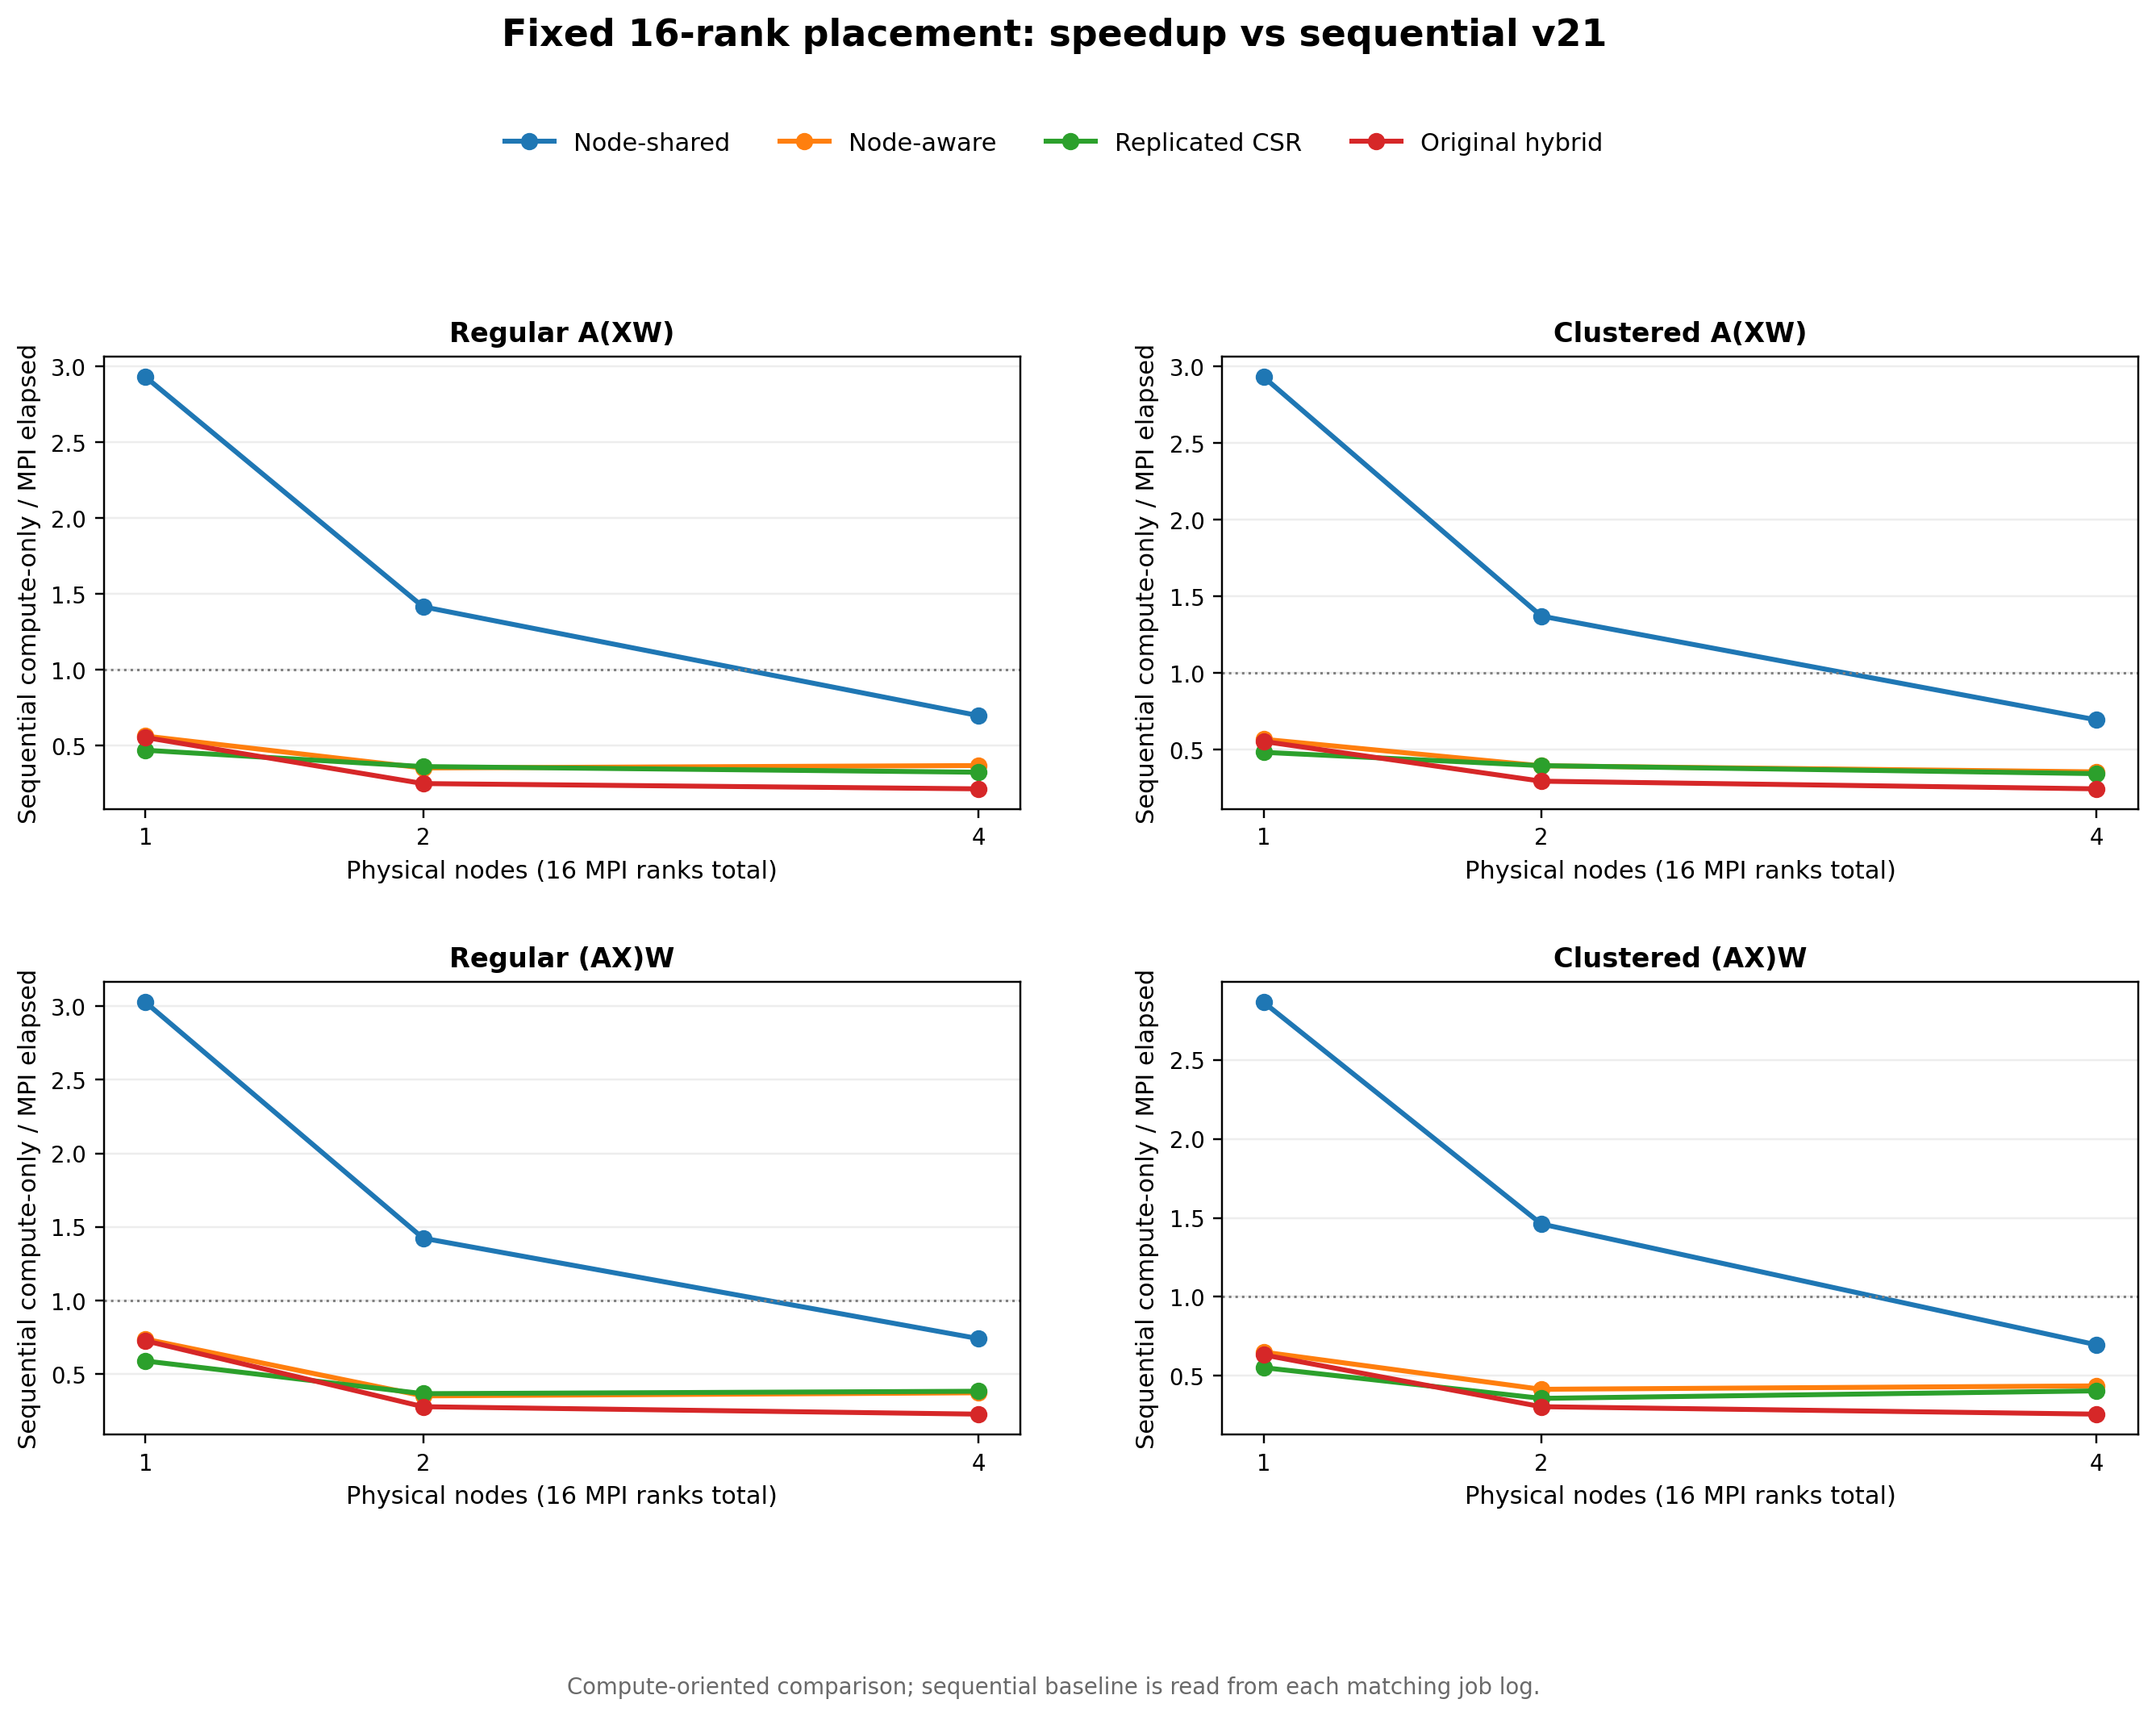 Fixed 16-rank placement: speedup vs sequential v21
Node-shared
Node-aware
Replicated CSR
Original hybrid
Regular A(XW)
Sequential compute-only / MPI elapsed
3.0
2.5
2.0
1.5
1.0
0.5
1
2
4
Physical nodes (16 MPI ranks total)
Clustered A(XW)
Sequential compute-only / MPI elapsed
3.0
2.5
2.0
1.5
1.0
0.5
1
2
4
Physical nodes (16 MPI ranks total)
Regular (AX)W
Sequential compute-only / MPI elapsed
3.0
2.5
2.0
1.5
1.0
0.5
1
2
4
Physical nodes (16 MPI ranks total)
Clustered (AX)W
Sequential compute-only / MPI elapsed
2.5
2.0
1.5
1.0
0.5
1
2
4
Physical nodes (16 MPI ranks total)
Compute-oriented comparison; sequential baseline is read from each matching job log.